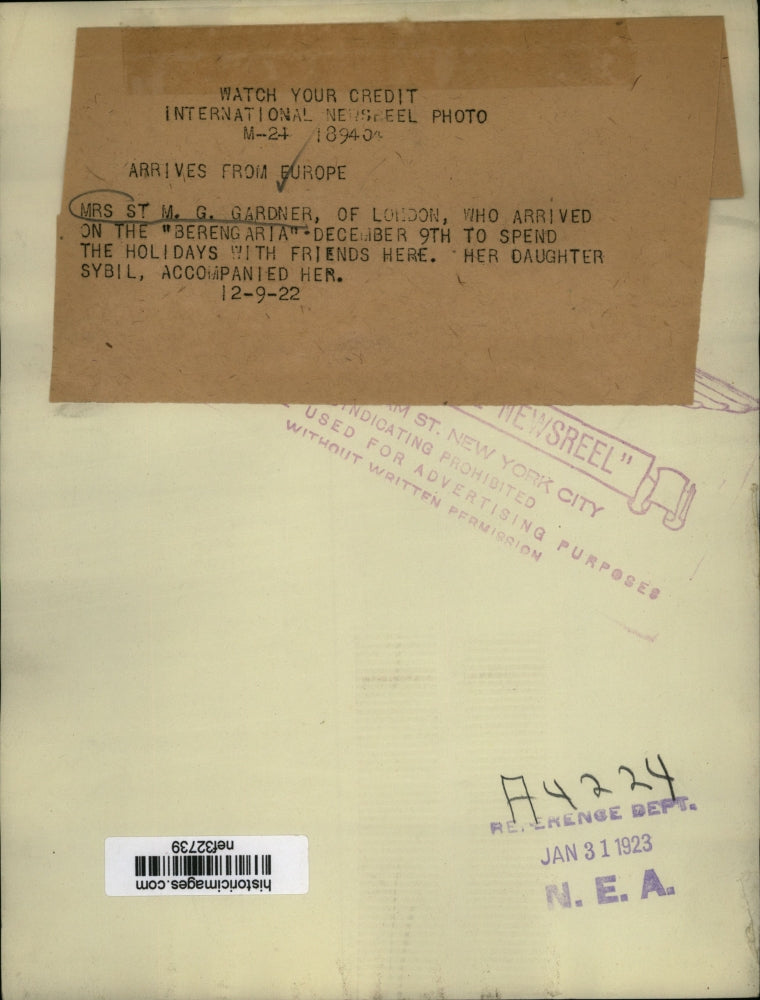 WATCH YOUR CREDIT
INTERNATIONAL NEWSREEL PHOTO
M-21 18940
ARRIVES FROM EUROPE
MRS ST M. G. GARDNER, OF LONDON, WHO ARRIVED
ON THE "BERENGARIA" DECEMBER 9TH TO SPEND
THE HOLIDAYS WITH FRIENDS HERE. HER DAUGHTER
SYBIL, ACCOMPANIED HER.
12-9-22
NEWSREEL"
ST. NEW YORK CITY
SYNDICATING PROHIBITED
USED FOR ADVERTISING PURPOSES
WITHOUT WRITTEN PERMISSION
A4224
REFERENCE DEPT.
JAN 31 1923
N. E. A.
historicimages.com
nef32739